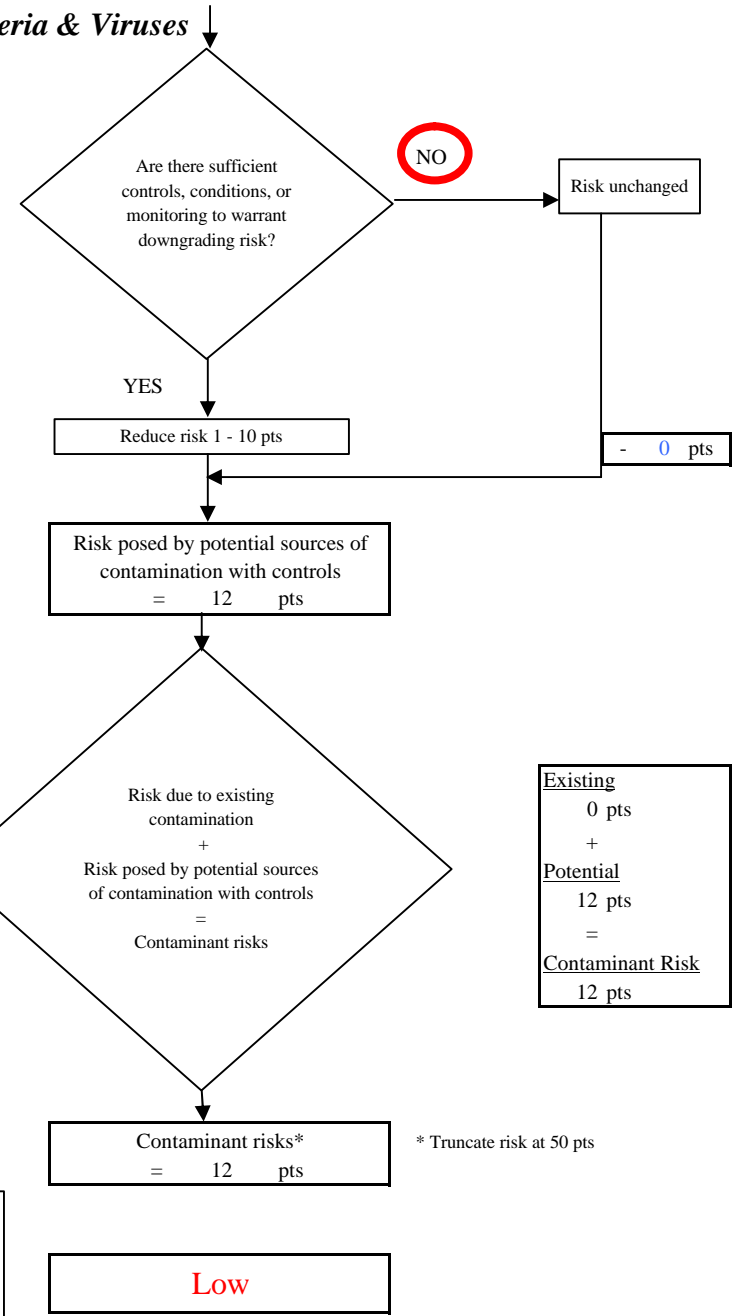 & Viruses
Are there sufficient
controls, conditions, or
monitoring to warrant
downgrading risk?
NO
Risk unchanged
YES
Reduce risk 1 - 10 pts
- 0 pts
Risk posed by potential sources of
contamination with controls
= 12 pts
Risk due to existing
contamination
+
Risk posed by potential sources
of contamination with controls
=
Contaminant risks
Existing
0 pts
+
Potential
12 pts
=
Contaminant Risk
12 pts
Contaminant risks*
= 12 pts
* Truncate risk at 50 pts
Low